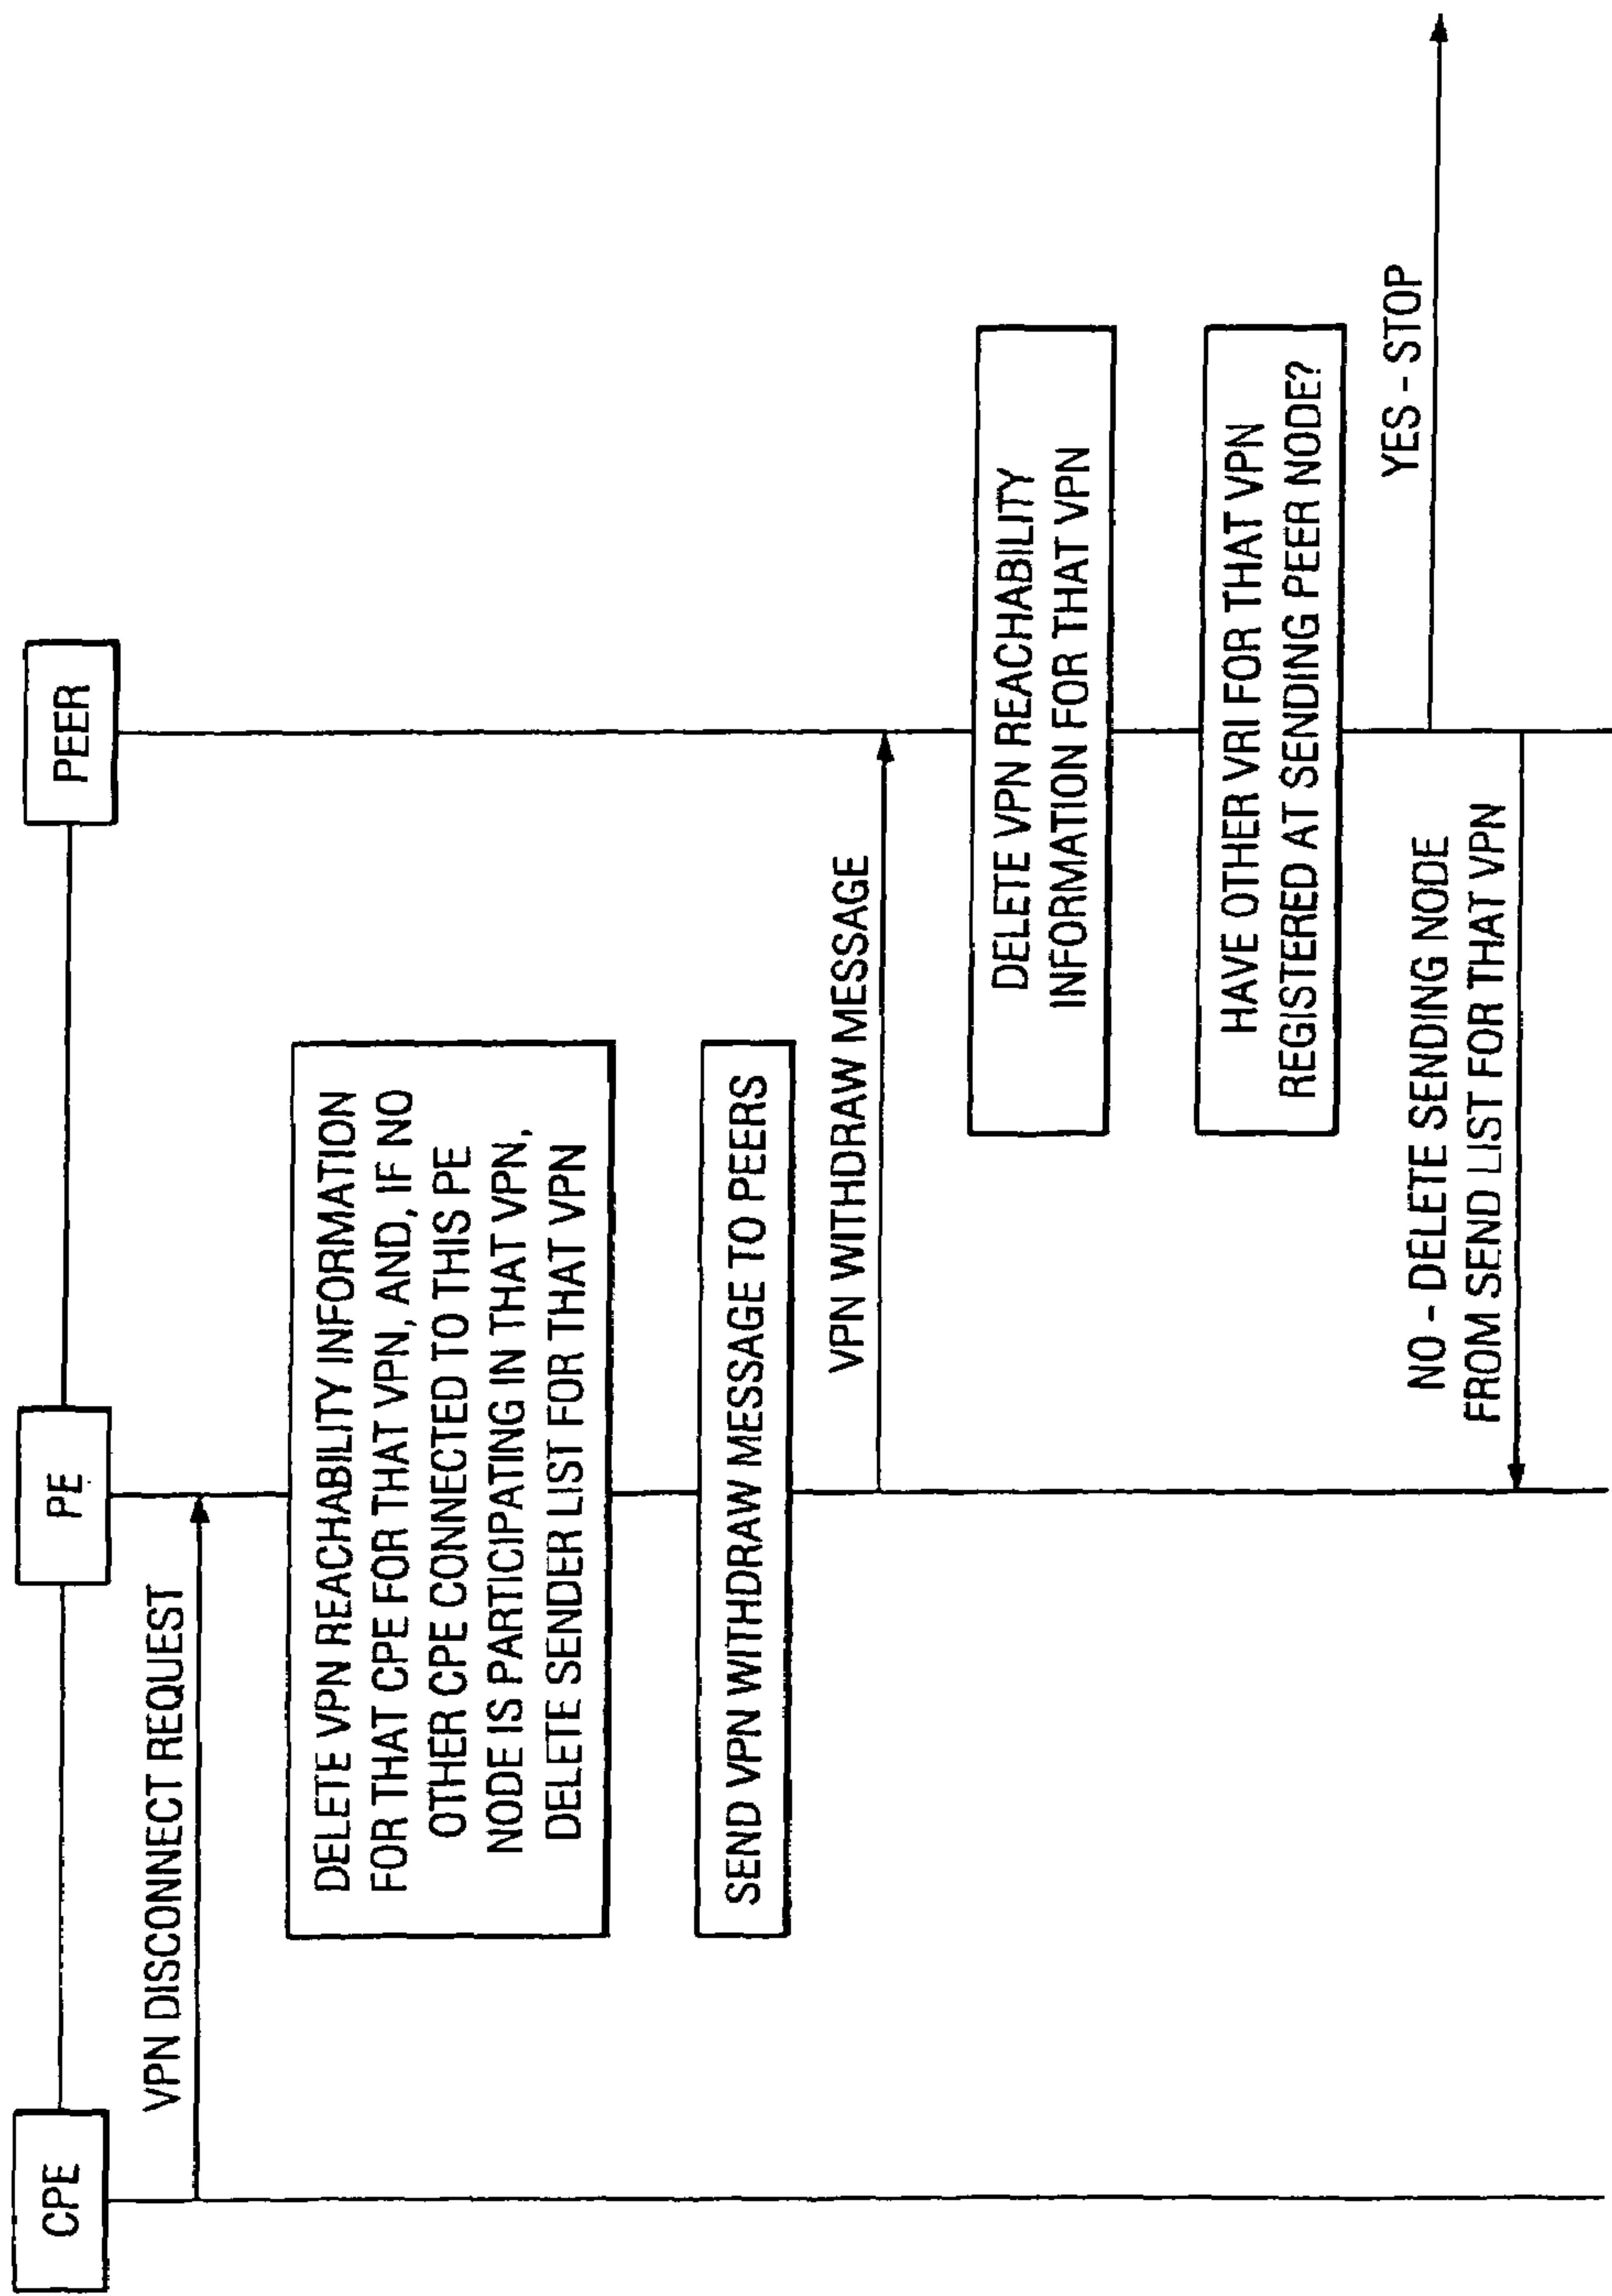 CPE
PE
PEER
VPN DISCONNECT REQUEST
DELETE VPN REACHABILITY INFORMATION
FOR THAT CPE FOR THAT VPN, AND, IF NO
OTHER CPE CONNECTED TO THIS PE
NODE IS PARTICIPATING IN THAT VPN,
DELETE SENDER LIST FOR THAT VPN
SEND VPN WITHDRAW MESSAGE TO PEERS
VPN WITHDRAW MESSAGE
DELETE VPN REACHABILITY
INFORMATION FOR THAT VPN
HAVE OTHER VRI FOR THAT VPN
REGISTERED AT SENDING PEER NODE?
YES - STOP
NO - DELETE SENDING NODE
FROM SEND LIST FOR THAT VPN